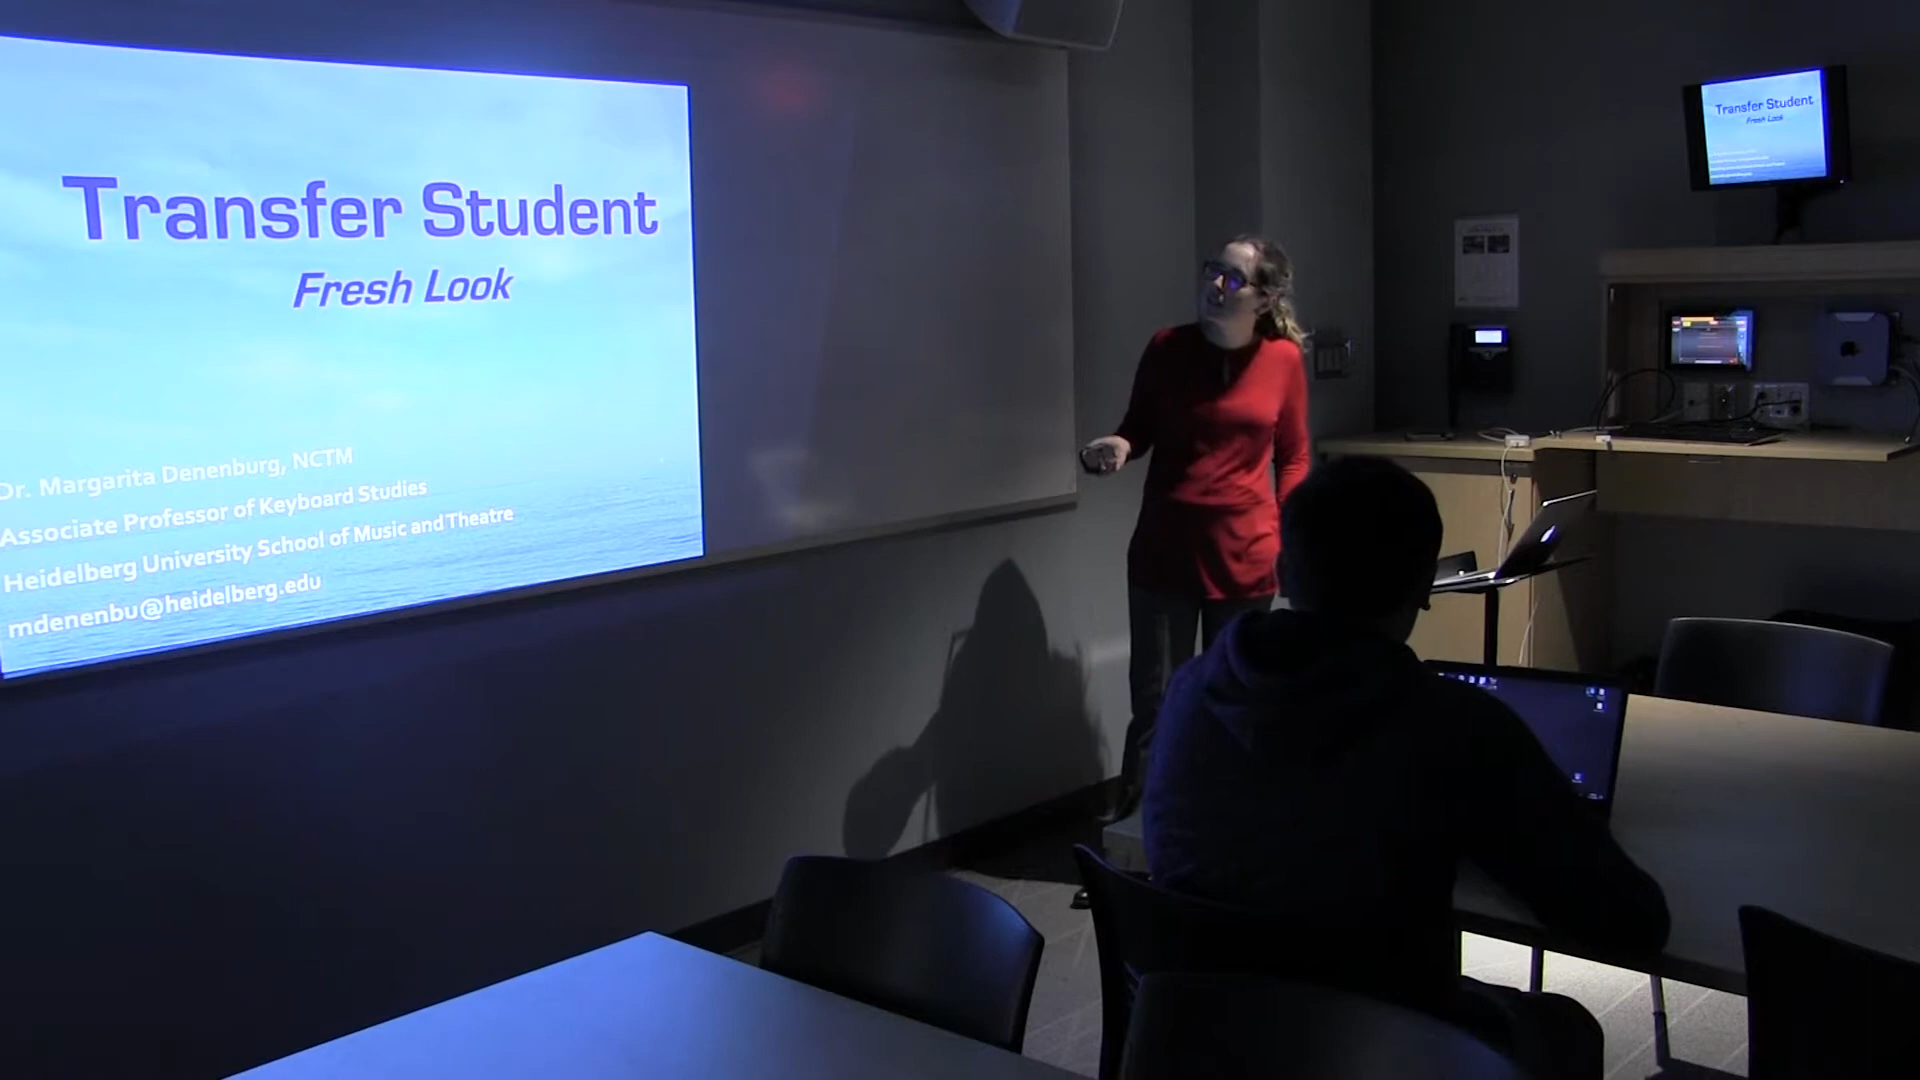 Transfer Student
Fresh Look
Dr. Margarita Denenburg, NCTM
Associate Professor of Keyboard Studies
Heidelberg University School of Music and Theatre
mdenenbu@heidelberg.edu
Transfer Student
Fresh Look